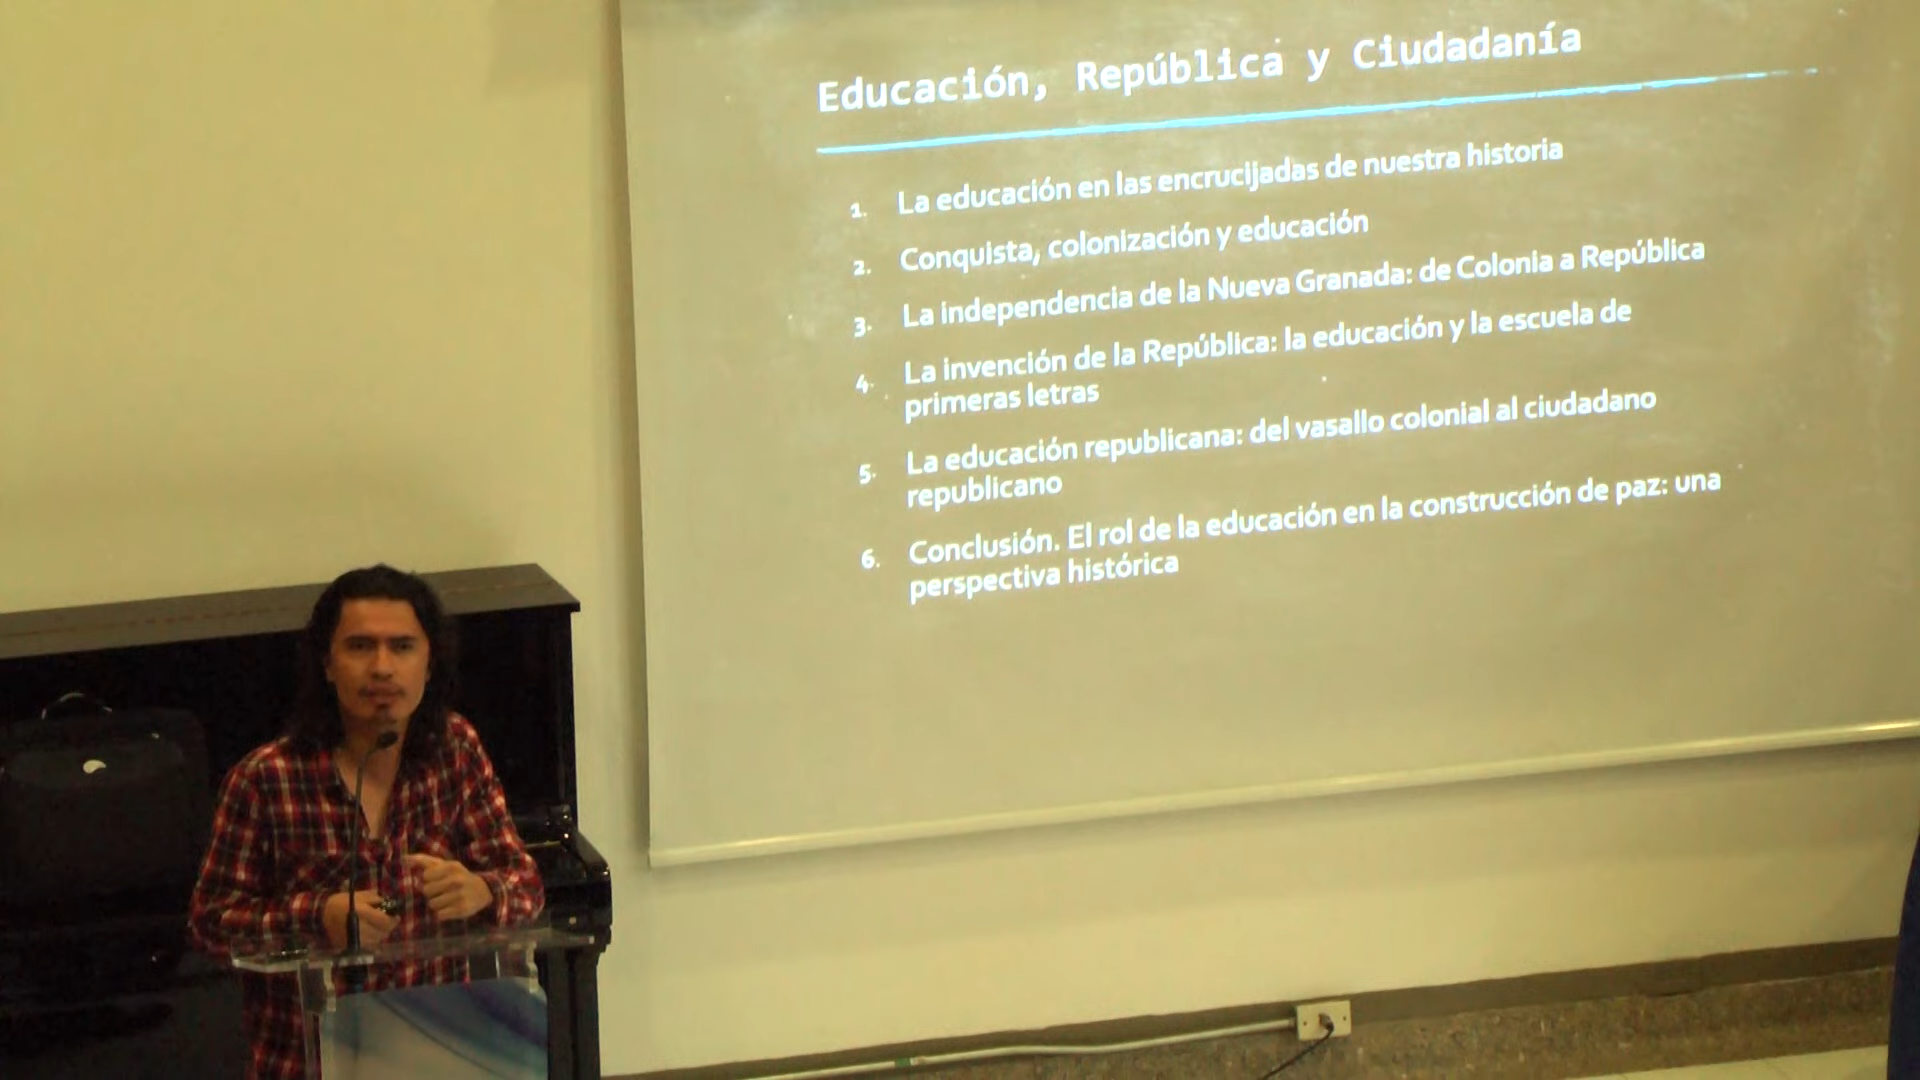 Educación, República y Ciudadanía
1. La educación en las encrucijadas de nuestra historia
2. Conquista, colonización y educación
3. La independencia de la Nueva Granada: de Colonia a República
4. La invención de la República: la educación y la escuela de
primeras letras
5. La educación republicana: del vasallo colonial al ciudadano
republicano
6. Conclusión. El rol de la educación en la construcción de paz: una
perspectiva histórica